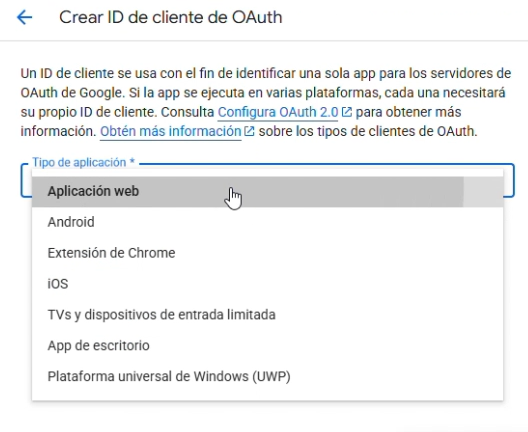 Crear ID de cliente de OAuth
Un ID de cliente se usa con el fin de identificar una sola app para los servidores de
OAuth de Google. Si la app se ejecuta en varias plataformas, cada una necesitará
su propio ID de cliente. Consulta Configura OAuth 2.0 para obtener más
información. Obtén más información sobre los tipos de clientes de OAuth.
Tipo de aplicación *
Aplicación web
Android
Extensión de Chrome
iOS
TVs y dispositivos de entrada limitada
App de escritorio
Plataforma universal de Windows (UWP)